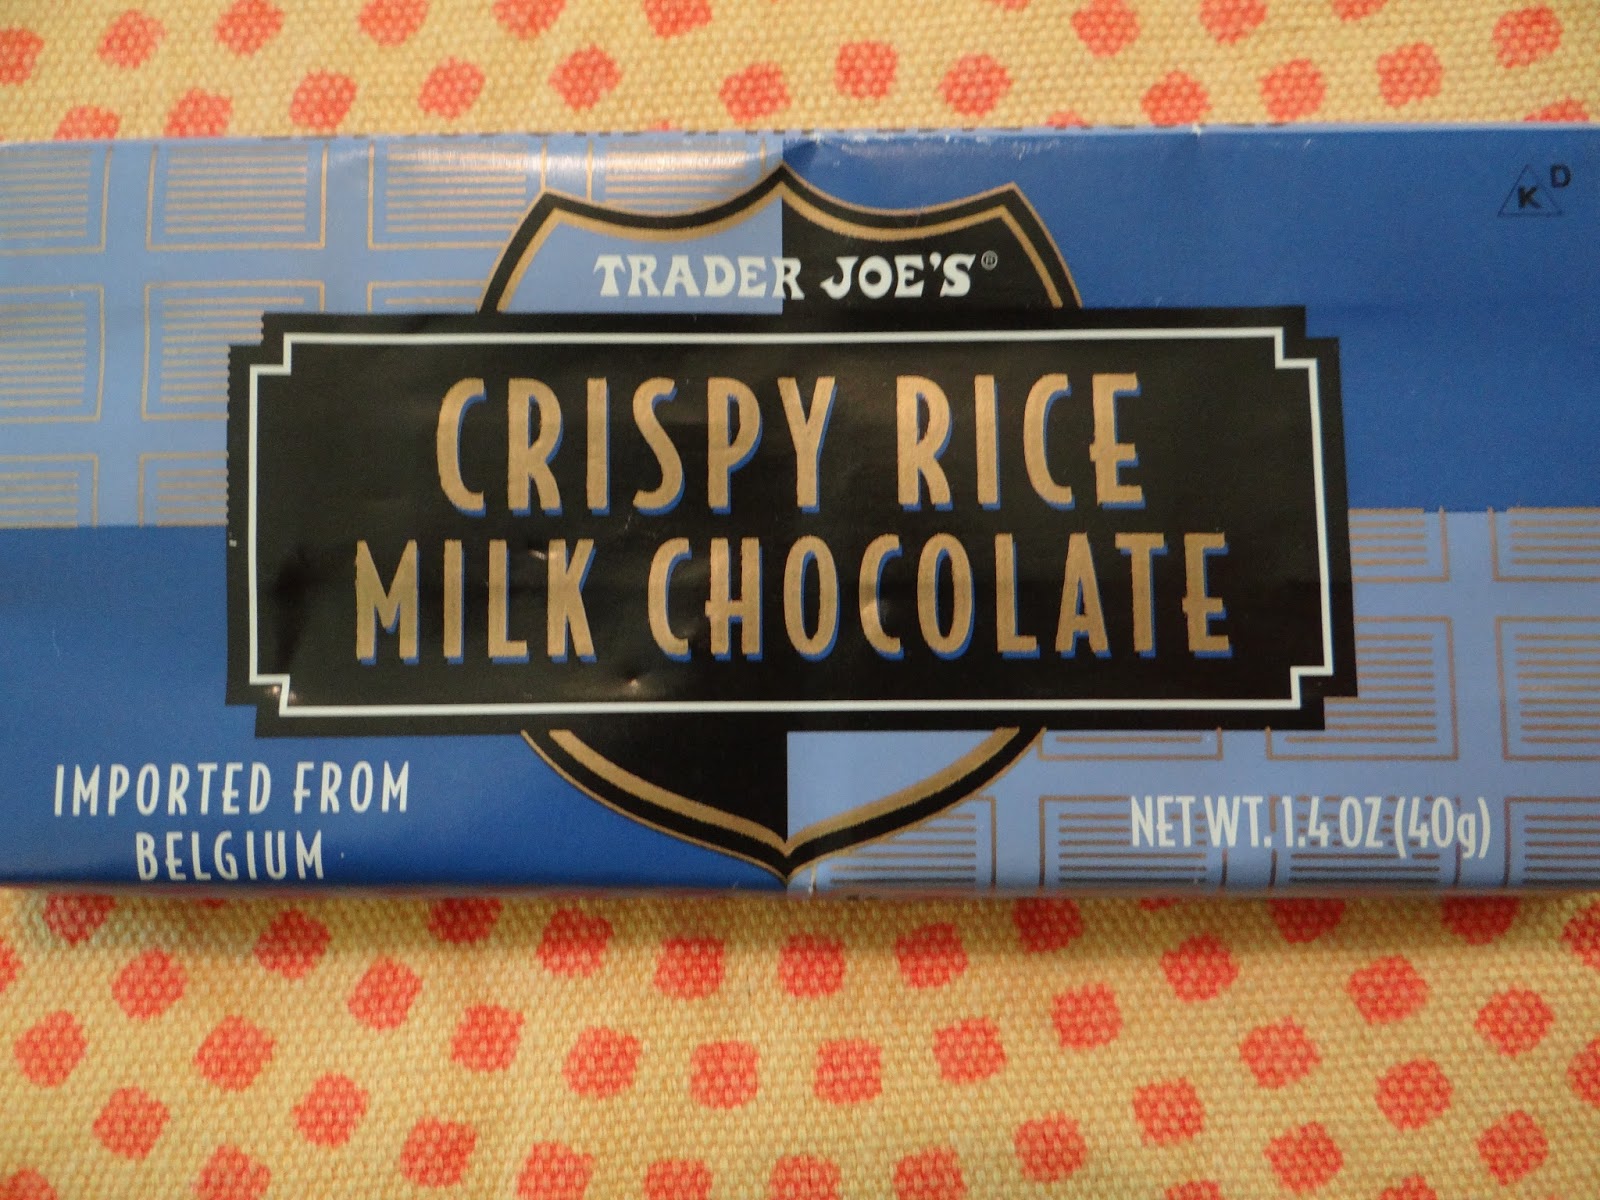 K D
TRADER JOE'S®
CRISPY RICE
MILK CHOCOLATE
IMPORTED FROM
BELGIUM
NET WT. 1.4 OZ (40g)